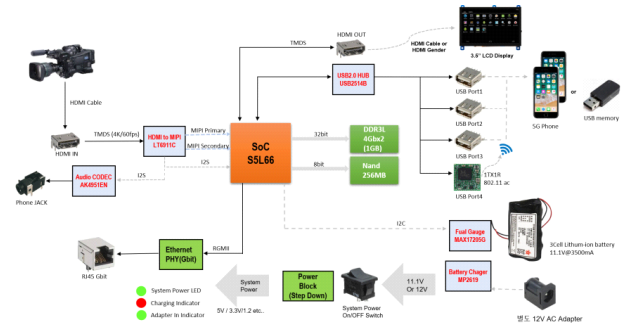 TMDS
HDMI OUT
HDMI Cable or
HDMI Gender
3.5" LCD Display
USB2.0 HUB
USB2514B
USB Port1
USB Port2
USB Port3
USB Port4
1TX1R
802.11 ac
5G Phone
or
USB memory
HDMI Cable
HDMI IN
TMDS (4K/60fps)
HDMI to MIPI
LT6911C
MIPI Primary
MIPI Secondary
I2S
SoC
S5L66
32bit
DDR3L
4Gbx2
(1GB)
8bit
Nand
256MB
Phone JACK
Audio CODEC
AK4951EN
I2S
I2C
Fual Gauge
MAX17205G
3Cell Lithum-ion battery
11.1V@3500mA
RJ45 Gbit
Ethernet
PHY(Gbit)
RGMII
System Power LED
Charging Indicator
Adapter In Indicator
System
Power
5V / 3.3V/1.2 etc..
Power
Block
(Step Down)
System Power
On/OFF Switch
11.1V
Or 12V
Battery Chager
MP2619
별도 12V AC Adapter